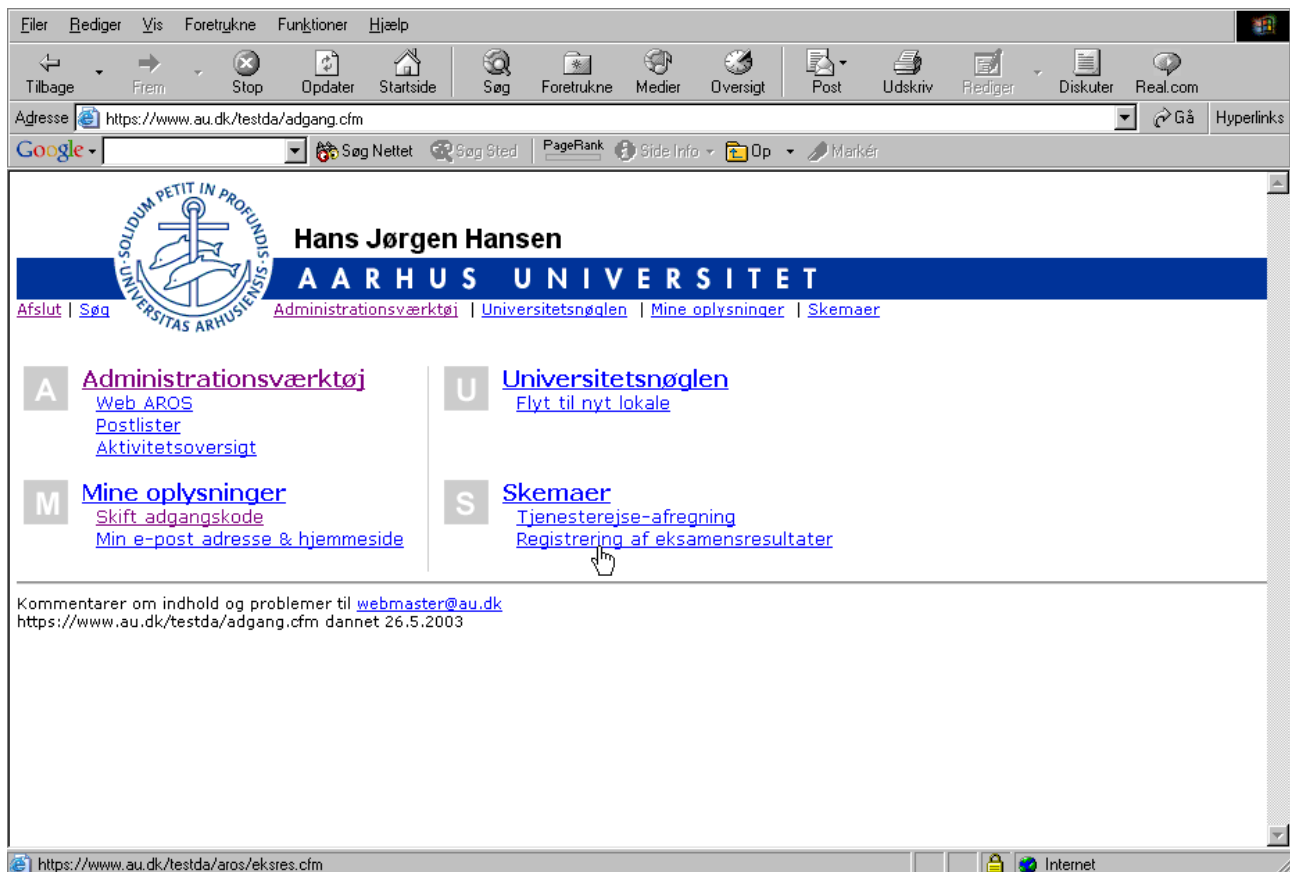 Filer Rediger Vis Foretrukne Funktioner Hjælp
Tilbage Frem Stop Opdater Startside Søg Foretrukne Medier Oversigt Post Udskriv Rediger Diskuter Real.com
Adresse https://www.au.dk/testda/adgang.cfm Gå Hyperlinks
Google Søg Nettet Søg Sted PageRank Side Info Op Markér
SOLIDUM PETIT IN PROFUNDIS
UNIVERSITAS ARHUSIENSIS
Hans Jørgen Hansen
AARHUS UNIVERSITET
Afslut | Søg Administrationsværktøj | Universitetsnøglen | Mine oplysninger | Skemaer
A Administrationsværktøj
Web AROS
Postlister
Aktivitetsoversigt
U Universitetsnøglen
Flyt til nyt lokale
M Mine oplysninger
Skift adgangskode
Min e-post adresse & hjemmeside
S Skemaer
Tjenesterejse-afregning
Registrering af eksamensresultater
Kommentarer om indhold og problemer til webmaster@au.dk
https://www.au.dk/testda/adgang.cfm dannet 26.5.2003
https://www.au.dk/testda/aros/eksres.cfm Internet